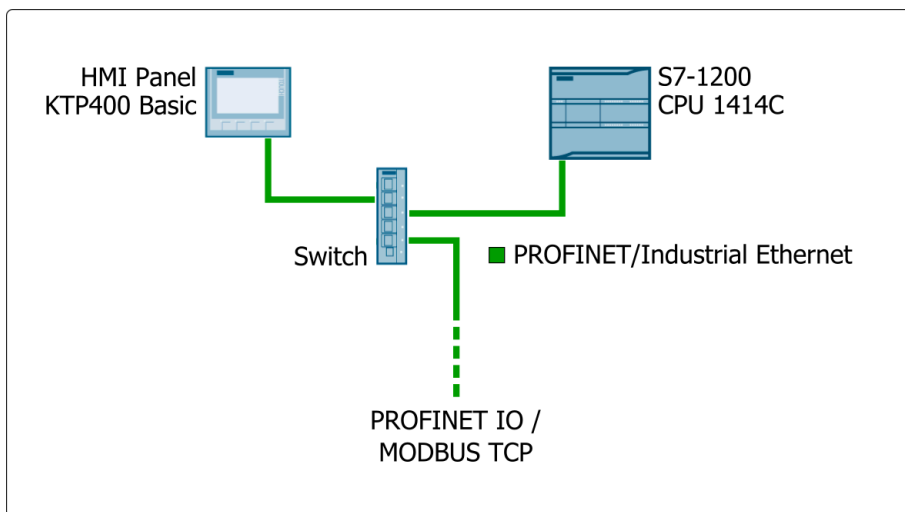 HMI Panel
KTP400 Basic
S7-1200
CPU 1414C
Switch
PROFINET/Industrial Ethernet
PROFINET IO /
MODBUS TCP